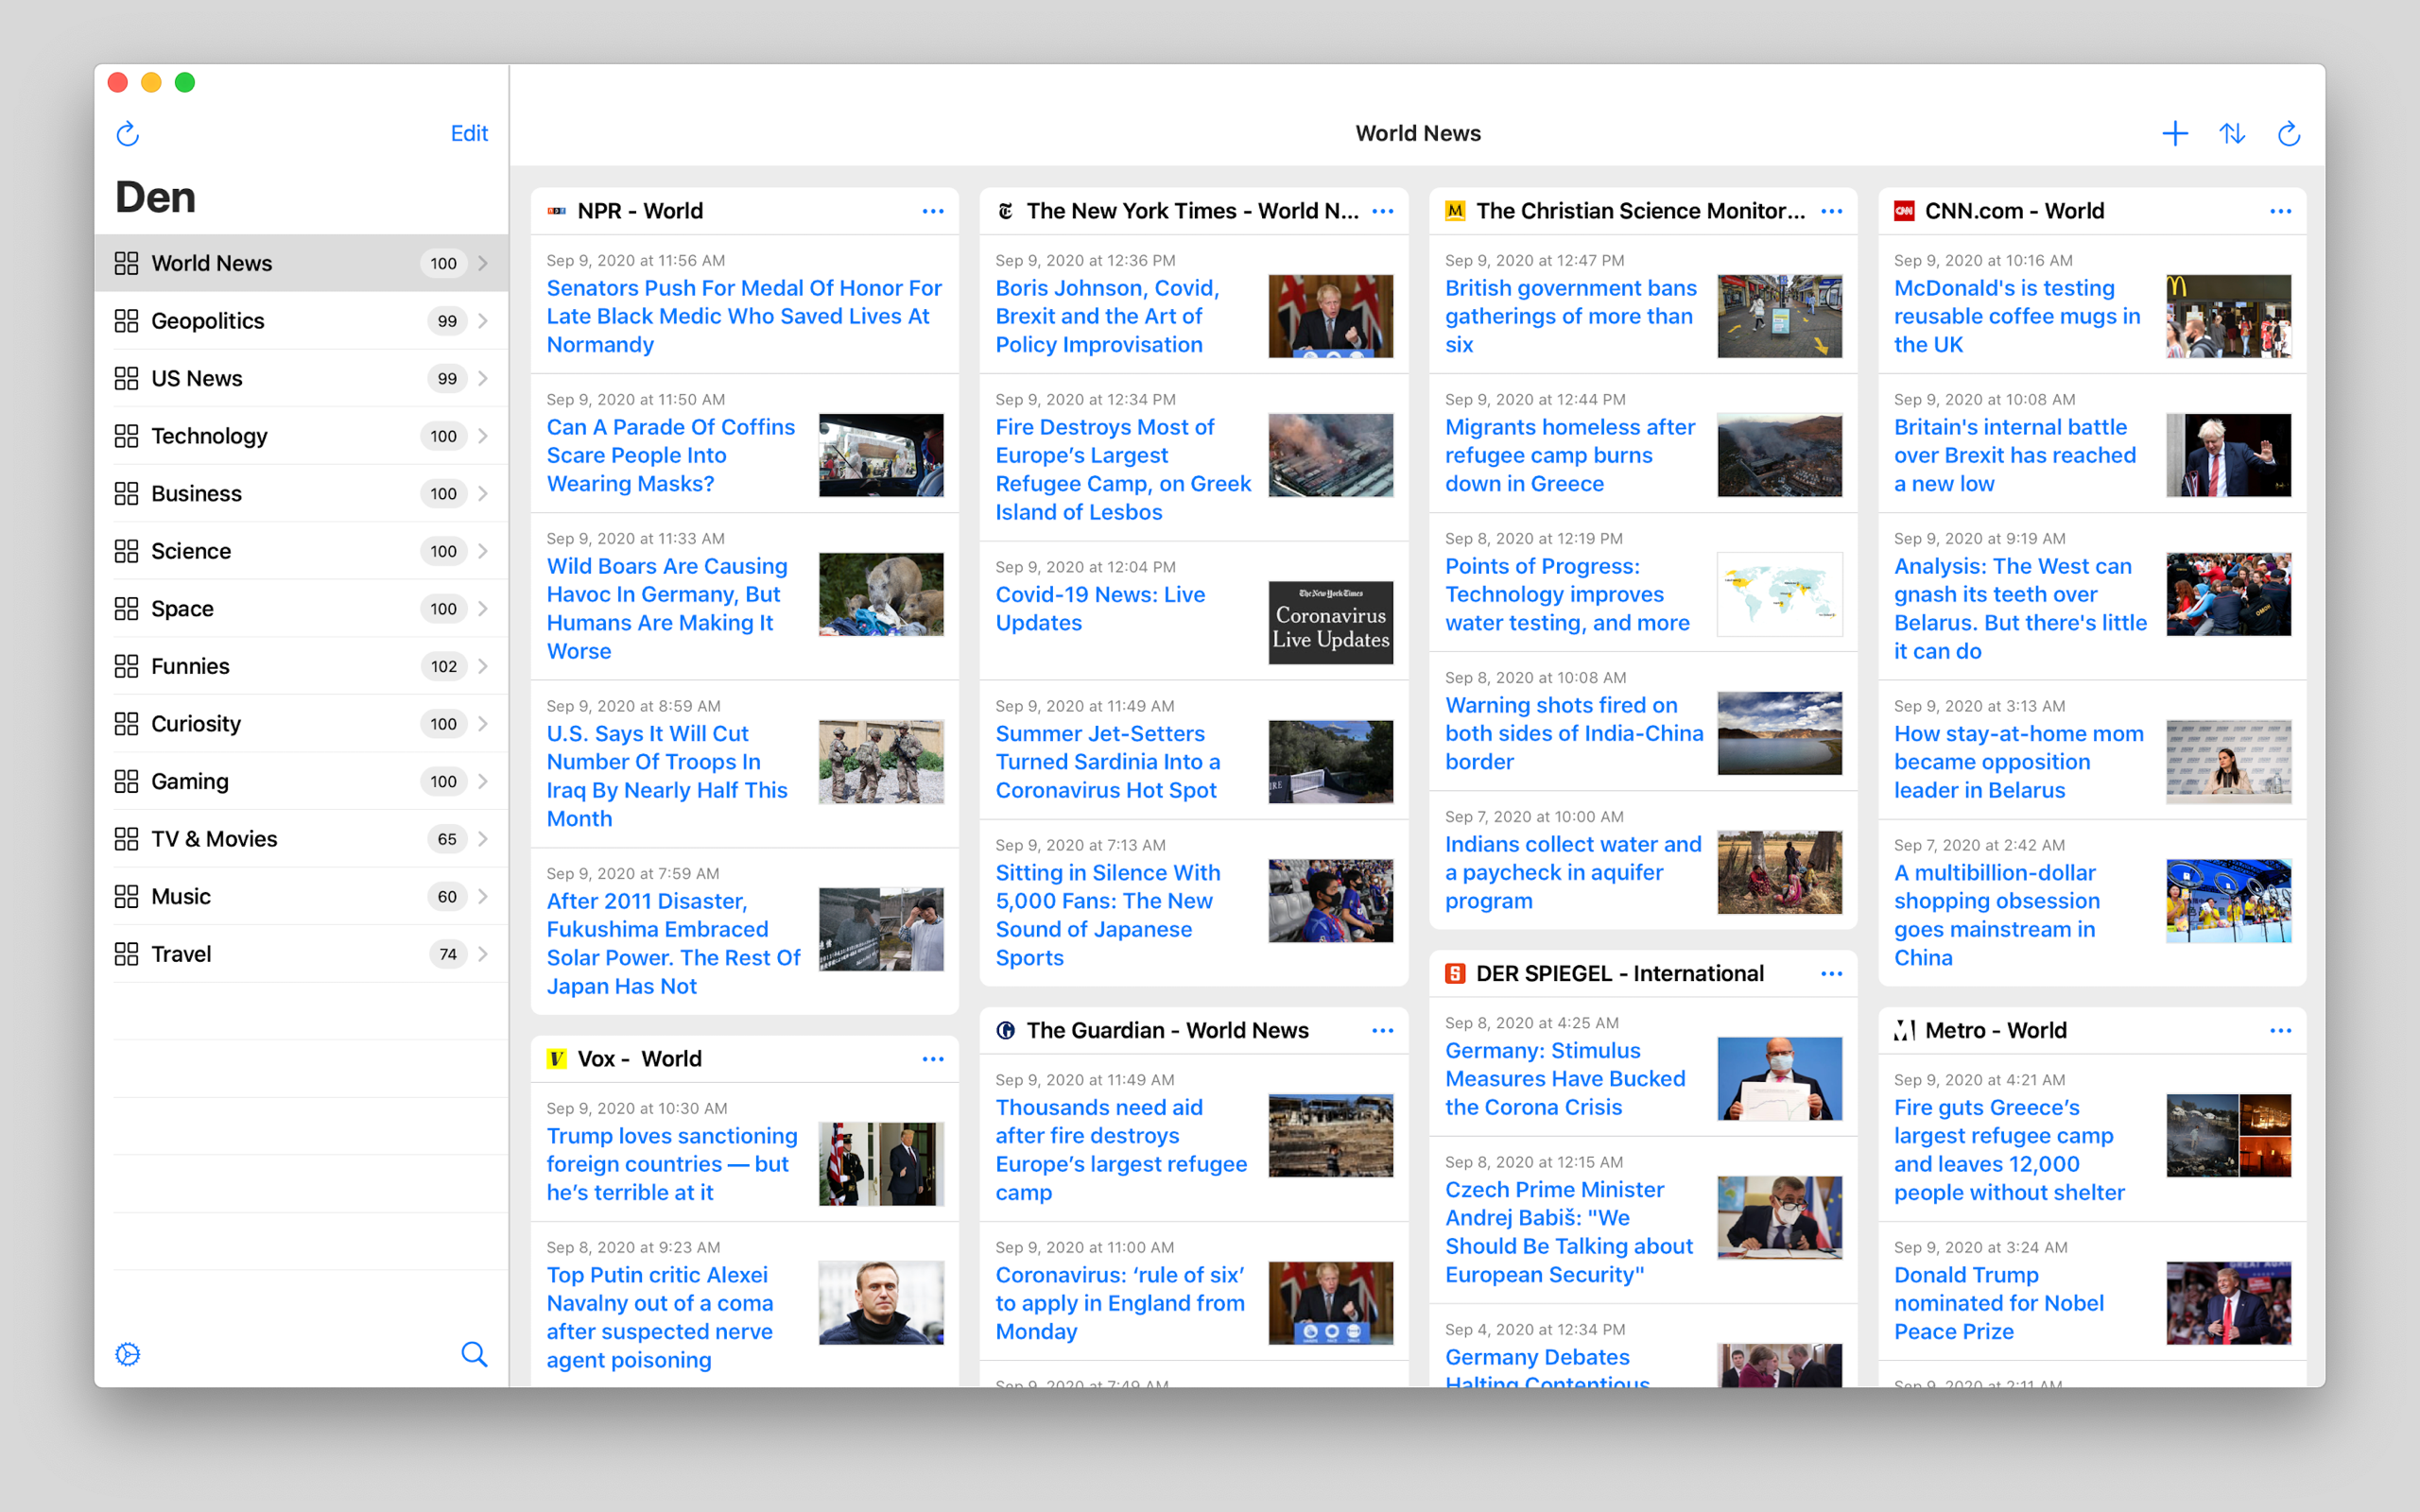 Edit
Den
World News 100
Geopolitics 99
US News 99
Technology 100
Business 100
Science 100
Space 100
Funnies 102
Curiosity 100
Gaming 100
TV & Movies 65
Music 60
Travel 74
World News
NPR - World
Sep 9, 2020 at 11:56 AM
Senators Push For Medal Of Honor For
Late Black Medic Who Saved Lives At
Normandy
Sep 9, 2020 at 11:50 AM
Can A Parade Of Coffins
Scare People Into
Wearing Masks?
Sep 9, 2020 at 11:33 AM
Wild Boars Are Causing
Havoc In Germany, But
Humans Are Making It
Worse
Sep 9, 2020 at 8:59 AM
U.S. Says It Will Cut
Number Of Troops In
Iraq By Nearly Half This
Month
Sep 9, 2020 at 7:59 AM
After 2011 Disaster,
Fukushima Embraced
Solar Power. The Rest Of
Japan Has Not
Vox - World
Sep 9, 2020 at 10:30 AM
Trump loves sanctioning
foreign countries — but
he’s terrible at it
Sep 8, 2020 at 9:23 AM
Top Putin critic Alexei
Navalny out of a coma
after suspected nerve
agent poisoning
The New York Times - World N...
Sep 9, 2020 at 12:36 PM
Boris Johnson, Covid,
Brexit and the Art of
Policy Improvisation
Sep 9, 2020 at 12:34 PM
Fire Destroys Most of
Europe’s Largest
Refugee Camp, on Greek
Island of Lesbos
Sep 9, 2020 at 12:04 PM
Covid-19 News: Live
Updates
The New York Times
Coronavirus
Live Updates
Sep 9, 2020 at 11:49 AM
Summer Jet-Setters
Turned Sardinia Into a
Coronavirus Hot Spot
Sep 9, 2020 at 7:13 AM
Sitting in Silence With
5,000 Fans: The New
Sound of Japanese
Sports
The Guardian - World News
Sep 9, 2020 at 11:49 AM
Thousands need aid
after fire destroys
Europe’s largest refugee
camp
Sep 9, 2020 at 11:00 AM
Coronavirus: ‘rule of six’
to apply in England from
Monday
Sep 9, 2020 at 7:49 AM
The Christian Science Monitor...
Sep 9, 2020 at 12:47 PM
British government bans
gatherings of more than
six
Sep 9, 2020 at 12:44 PM
Migrants homeless after
refugee camp burns
down in Greece
Sep 8, 2020 at 12:19 PM
Points of Progress:
Technology improves
water testing, and more
Sep 8, 2020 at 10:08 AM
Warning shots fired on
both sides of India-China
border
Sep 7, 2020 at 10:00 AM
Indians collect water and
a paycheck in aquifer
program
DER SPIEGEL - International
Sep 8, 2020 at 4:25 AM
Germany: Stimulus
Measures Have Bucked
the Corona Crisis
Sep 8, 2020 at 12:15 AM
Czech Prime Minister
Andrej Babiš: "We
Should Be Talking about
European Security"
Sep 4, 2020 at 12:34 PM
Germany Debates
Halting Contentious
CNN CNN.com - World
Sep 9, 2020 at 10:16 AM
McDonald's is testing
reusable coffee mugs in
the UK
Sep 9, 2020 at 10:08 AM
Britain's internal battle
over Brexit has reached
a new low
Sep 9, 2020 at 9:19 AM
Analysis: The West can
gnash its teeth over
Belarus. But there's little
it can do
Sep 9, 2020 at 3:13 AM
How stay-at-home mom
became opposition
leader in Belarus
Sep 7, 2020 at 2:42 AM
A multibillion-dollar
shopping obsession
goes mainstream in
China
Metro - World
Sep 9, 2020 at 4:21 AM
Fire guts Greece’s
largest refugee camp
and leaves 12,000
people without shelter
Sep 9, 2020 at 3:24 AM
Donald Trump
nominated for Nobel
Peace Prize
Sep 9, 2020 at 2:11 AM